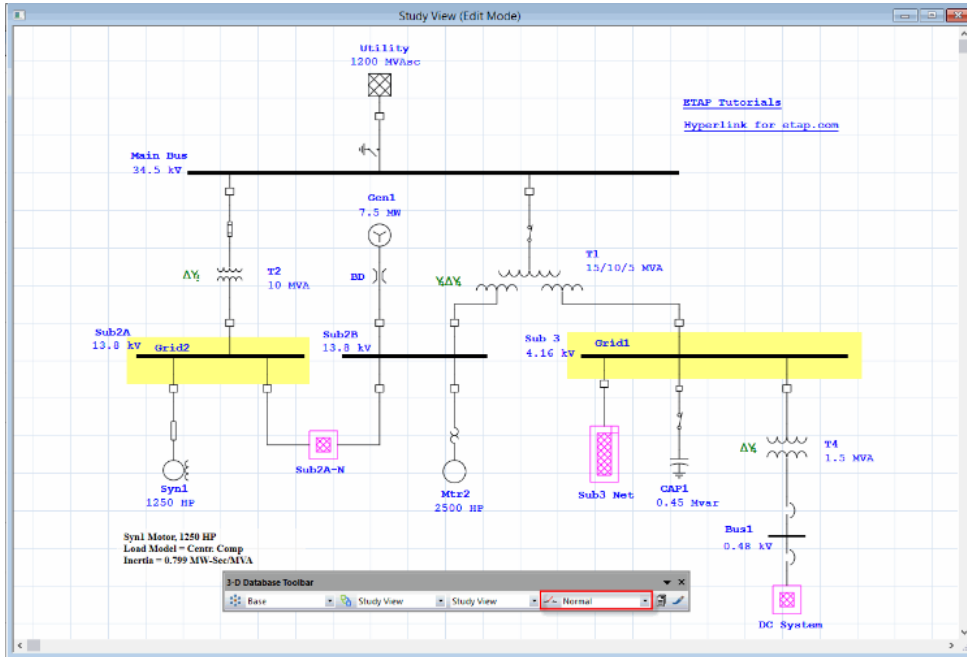 Study View (Edit Mode)
Utility
1200 MVAsc
ETAP Tutorials
Hyperlink for etap.com
Main Bus
34.5 kV
Gen1
7.5 MW
BD
T2
10 MVA
T1
15/10/5 MVA
Sub2A
13.8 kV
Grid2
Sub2B
13.8 kV
Sub 3
4.16 kV
Grid1
T4
1.5 MVA
Sub2A-N
Syn1
1250 HP
Mtr2
2500 HP
Sub3 Net
CAP1
0.45 Mvar
Bus1
0.48 kV
Syn1 Motor, 1250 HP
Load Model = Centr. Comp
Inertia = 0.799 MW-Sec/MVA
3-D Database Toolbar
Base
Study View
Study View
Normal
DC System